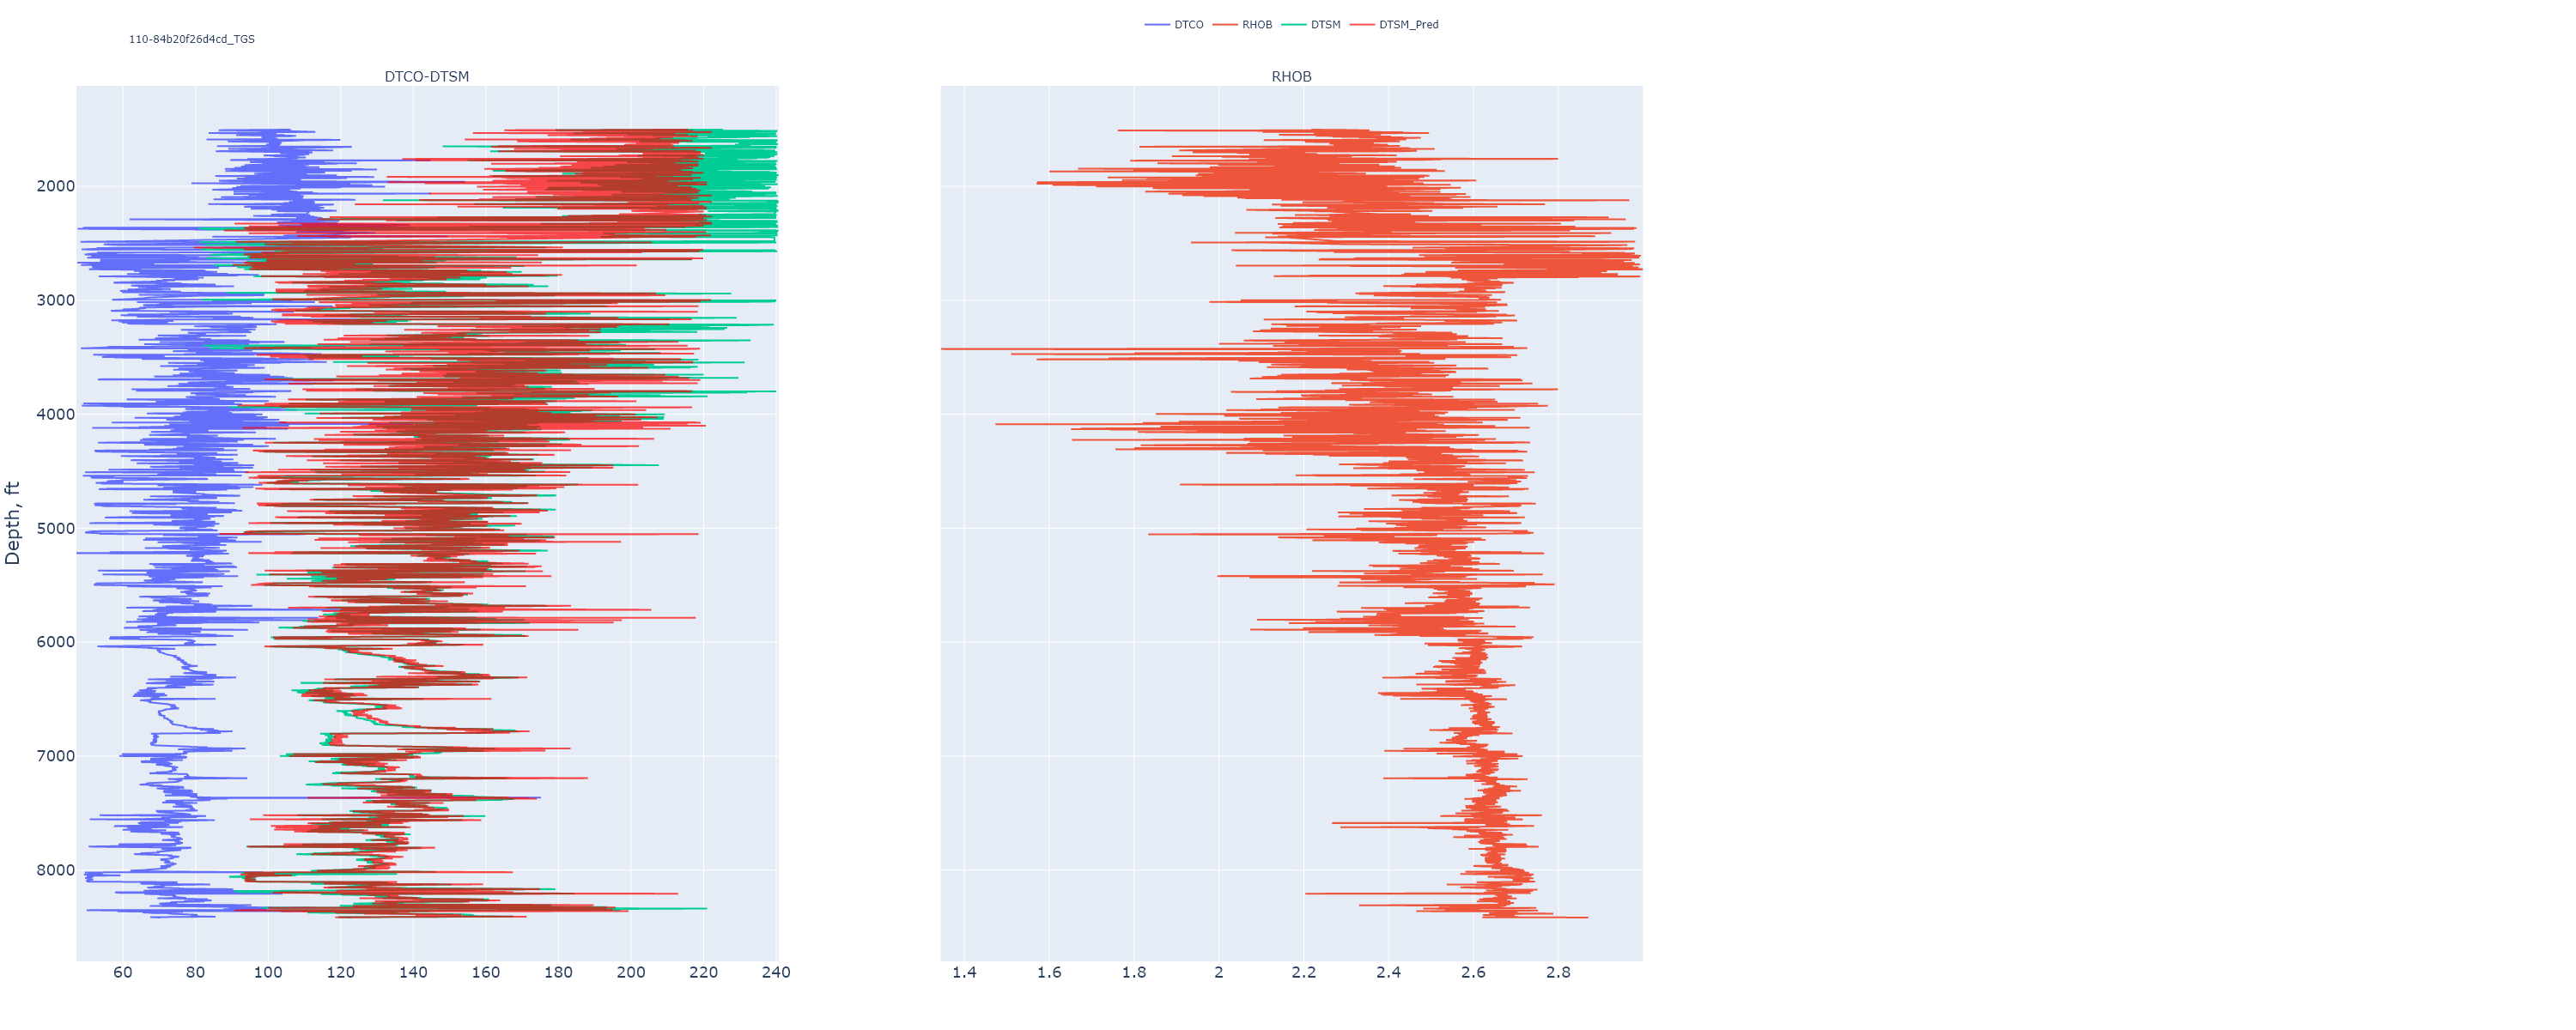 DTCO RHOB DTSM DTSM_Pred
110-84b20f26d4cd_TGS
DTCO-DTSM
RHOB
Depth, ft
2000
3000
4000
5000
6000
7000
8000
60 80 100 120 140 160 180 200 220 240
1.4 1.6 1.8 2 2.2 2.4 2.6 2.8